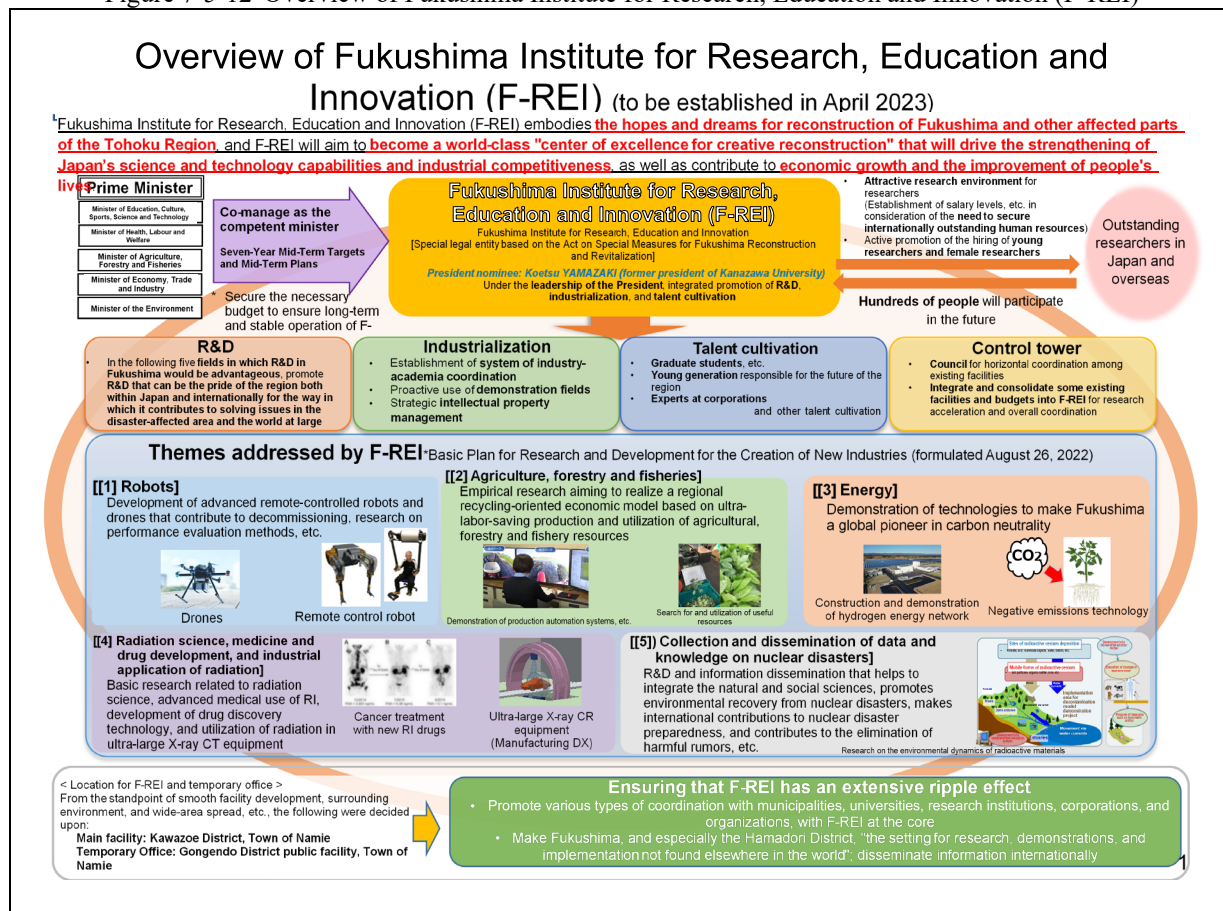 Figure 7-3-12 Overview of Fukushima Institute for Research, Education and Innovation (F-REI)
Overview of Fukushima Institute for Research, Education and
Innovation (F-REI) (to be established in April 2023)
Fukushima Institute for Research, Education and Innovation (F-REI) embodies the hopes and dreams for reconstruction of Fukushima and other affected parts
of the Tohoku Region, and F-REI will aim to become a world-class "center of excellence for creative reconstruction" that will drive the strengthening of
Japan's science and technology capabilities and industrial competitiveness, as well as contribute to economic growth and the improvement of people's
lives
Prime Minister
Minister of Education, Culture,
Sports, Science and Technology
Minister of Health, Labour and
Welfare
Minister of Agriculture,
Forestry and Fisheries
Minister of Economy, Trade
and Industry
Minister of the Environment
Co-manage as the
competent minister
Seven-Year Mid-Term Targets
and Mid-Term Plans
* Secure the necessary
budget to ensure long-term
and stable operation of F-
Fukushima Institute for Research,
Education and Innovation (F-REI)
Fukushima Institute for Research, Education and Innovation
[Special legal entity based on the Act on Special Measures for Fukushima Reconstruction
and Revitalization]
President nominee: Koetsu YAMAZAKI (former president of Kanazawa University)
Under the leadership of the President, integrated promotion of R&D,
industrialization, and talent cultivation
• Attractive research environment for
researchers
(Establishment of salary levels, etc. in
consideration of the need to secure
internationally outstanding human resources)
• Active promotion of the hiring of young
researchers and female researchers
Hundreds of people will participate
in the future
Outstanding
researchers in
Japan and
overseas
R&D
• In the following five fields in which R&D in
Fukushima would be advantageous, promote
R&D that can be the pride of the region both
within Japan and internationally for the way in
which it contributes to solving issues in the
disaster-affected area and the world at large
Industrialization
• Establishment of system of industry-
academia coordination
• Proactive use of demonstration fields
• Strategic intellectual property
management
Talent cultivation
• Graduate students, etc.
• Young generation responsible for the future of the
region
• Experts at corporations
and other talent cultivation
Control tower
• Council for horizontal coordination among
existing facilities
• Integrate and consolidate some existing
facilities and budgets into F-REI for research
acceleration and overall coordination
Themes addressed by F-REI *Basic Plan for Research and Development for the Creation of New Industries (formulated August 26, 2022)
[[1] Robots]
Development of advanced remote-controlled robots and
drones that contribute to decommissioning, research on
performance evaluation methods, etc.
Drones
Remote control robot
[[2] Agriculture, forestry and fisheries]
Empirical research aiming to realize a regional
recycling-oriented economic model based on ultra-
labor-saving production and utilization of agricultural,
forestry and fishery resources
Demonstration of production automation systems, etc.
Search for and utilization of useful
resources
[[3] Energy]
Demonstration of technologies to make Fukushima
a global pioneer in carbon neutrality
CO2
Construction and demonstration
of hydrogen energy network
Negative emissions technology
[[4] Radiation science, medicine and
drug development, and industrial
application of radiation]
Basic research related to radiation
science, advanced medical use of RI,
development of drug discovery
technology, and utilization of radiation in
ultra-large X-ray CT equipment
A
B
C
Cancer treatment
with new RI drugs
Ultra-large X-ray CR
equipment
(Manufacturing DX)
[[5]) Collection and dissemination of data and
knowledge on nuclear disasters]
R&D and information dissemination that helps to
integrate the natural and social sciences, promotes
environmental recovery from nuclear disasters, makes
international contributions to nuclear disaster
preparedness, and contributes to the elimination of
harmful rumors, etc.
Implementation
area for
decontamination
model
demonstration
project
Research on the environmental dynamics of radioactive materials
< Location for F-REI and temporary office >
From the standpoint of smooth facility development, surrounding
environment, and wide-area spread, etc., the following were decided
upon:
Main facility: Kawazoe District, Town of Namie
Temporary Office: Gongendo District public facility, Town of
Namie
Ensuring that F-REI has an extensive ripple effect
• Promote various types of coordination with municipalities, universities, research institutions, corporations, and
organizations, with F-REI at the core
• Make Fukushima, and especially the Hamadori District, "the setting for research, demonstrations, and
implementation not found elsewhere in the world"; disseminate information internationally
1